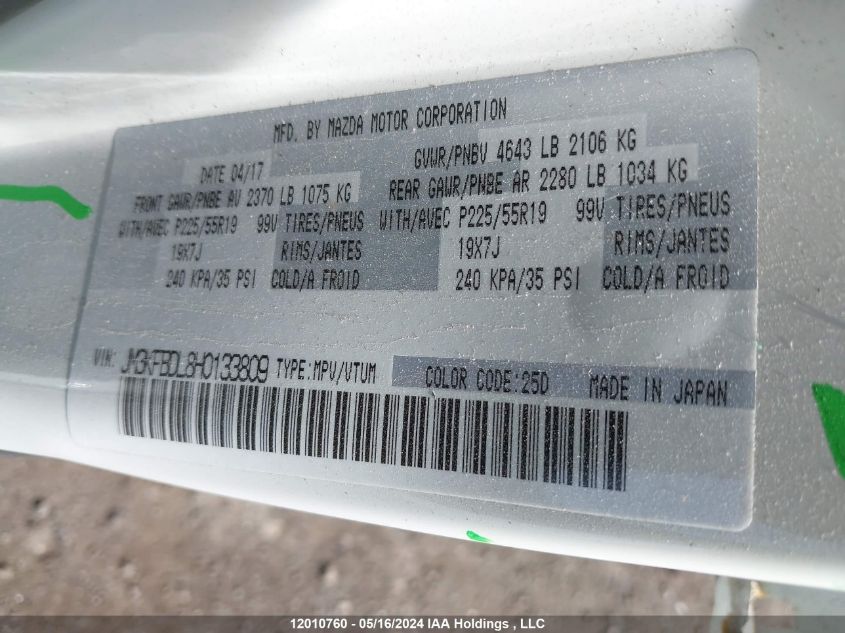 MFD. BY MAZDA MOTOR CORPORATION
DATE 04/17 GVWR/PNBV 4643 LB 2106 KG
FRONT GAWR/PNBE AV 2370 LB 1075 KG REAR GAWR/PNBE AR 2280 LB 1034 KG
WITH/AVEC P225/55R19 99V TIRES/PNEUS WITH/AVEC P225/55R19 99V TIRES/PNEUS
19X7J RIMS/JANTES 19X7J RIMS/JANTES
240 KPA/35 PSI COLD/A FROID 240 KPA/35 PSI COLD/A FROID
VIN: JM3KFBDL8H0133809 TYPE:MPV/VTUM COLOR CODE:25D MADE IN JAPAN
12010760 - 05/16/2024 IAA Holdings , LLC